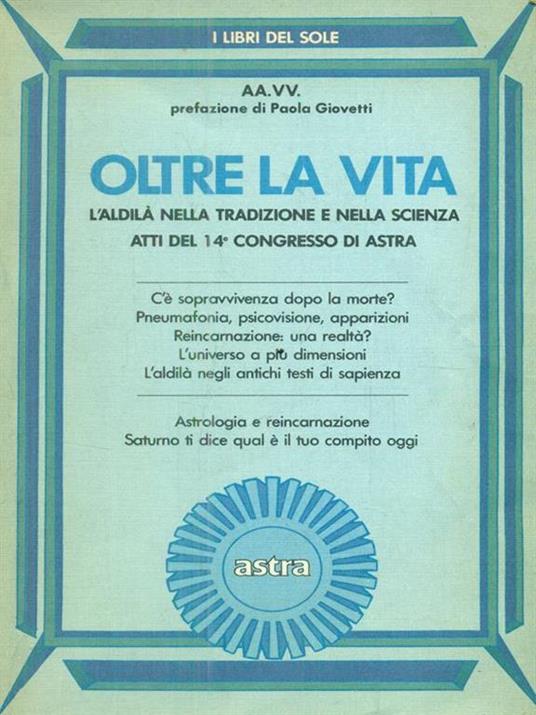 I LIBRI DEL SOLE
AA.VV.
prefazione di Paola Giovetti
OLTRE LA VITA
L'ALDILÀ NELLA TRADIZIONE E NELLA SCIENZA
ATTI DEL 14° CONGRESSO DI ASTRA
C'è sopravvivenza dopo la morte?
Pneumafonia, psicovisione, apparizioni
Reincarnazione: una realtà?
L'universo a più dimensioni
L'aldilà negli antichi testi di sapienza
Astrologia e reincarnazione
Saturno ti dice qual è il tuo compito oggi
astra